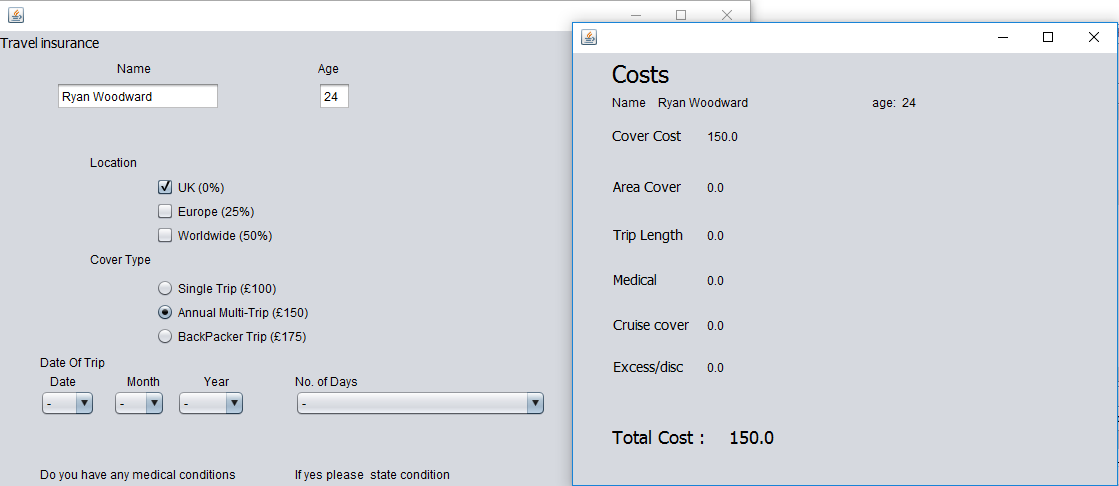 Travel insurance
Name Age
Ryan Woodward 24
Location
UK (0%)
Europe (25%)
Worldwide (50%)
Cover Type
Single Trip (£100)
Annual Multi-Trip (£150)
BackPacker Trip (£175)
Date Of Trip
Date Month Year No. of Days
- - - -
Do you have any medical conditions If yes please state condition
Costs
Name Ryan Woodward age: 24
Cover Cost 150.0
Area Cover 0.0
Trip Length 0.0
Medical 0.0
Cruise cover 0.0
Excess/disc 0.0
Total Cost : 150.0